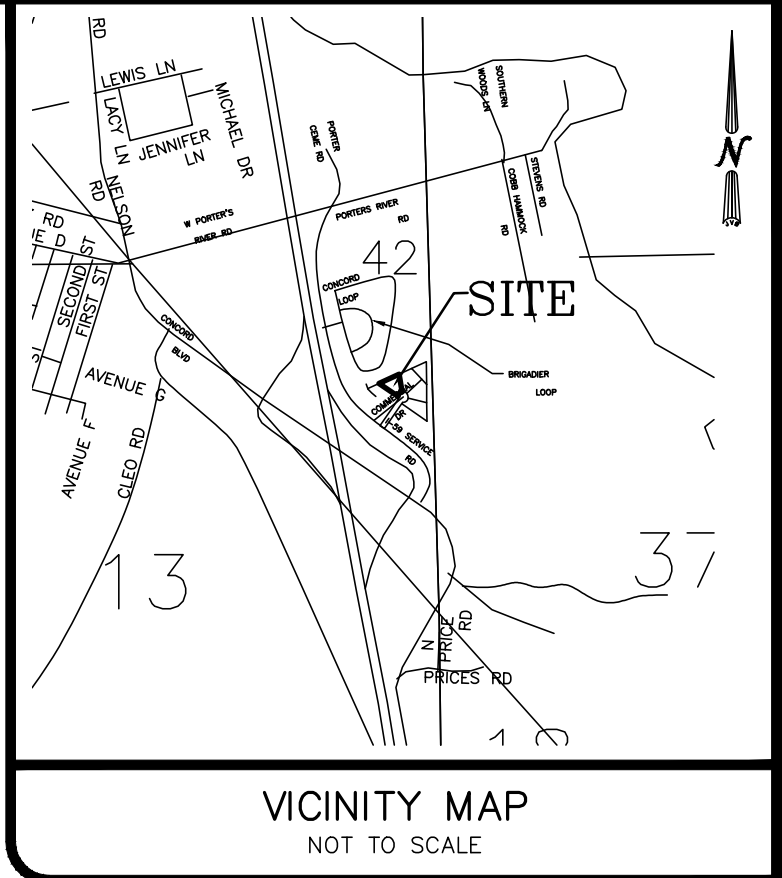 RD
LEWIS LN
LACY LN
MICHAEL DR
JENNIFER
LN
NELSON
RD
PORTER
CEME RD
SOUTHERN
WOODS LN
N
STEVENS RD
COBB HAMMOCK
RD
W PORTER'S
RIVER RD
PORTERS RIVER
RD
RD
SECOND ST
FIRST ST
42
CONCORD
LOOP
SITE
CONCORD
BLVD
BRIGADIER
LOOP
AVENUE G
AVENUE F
CLEO RD
DR
I-59 SERVICE
RD
13
37
N
PRICE
RD
PRICES RD
VICINITY MAP
NOT TO SCALE